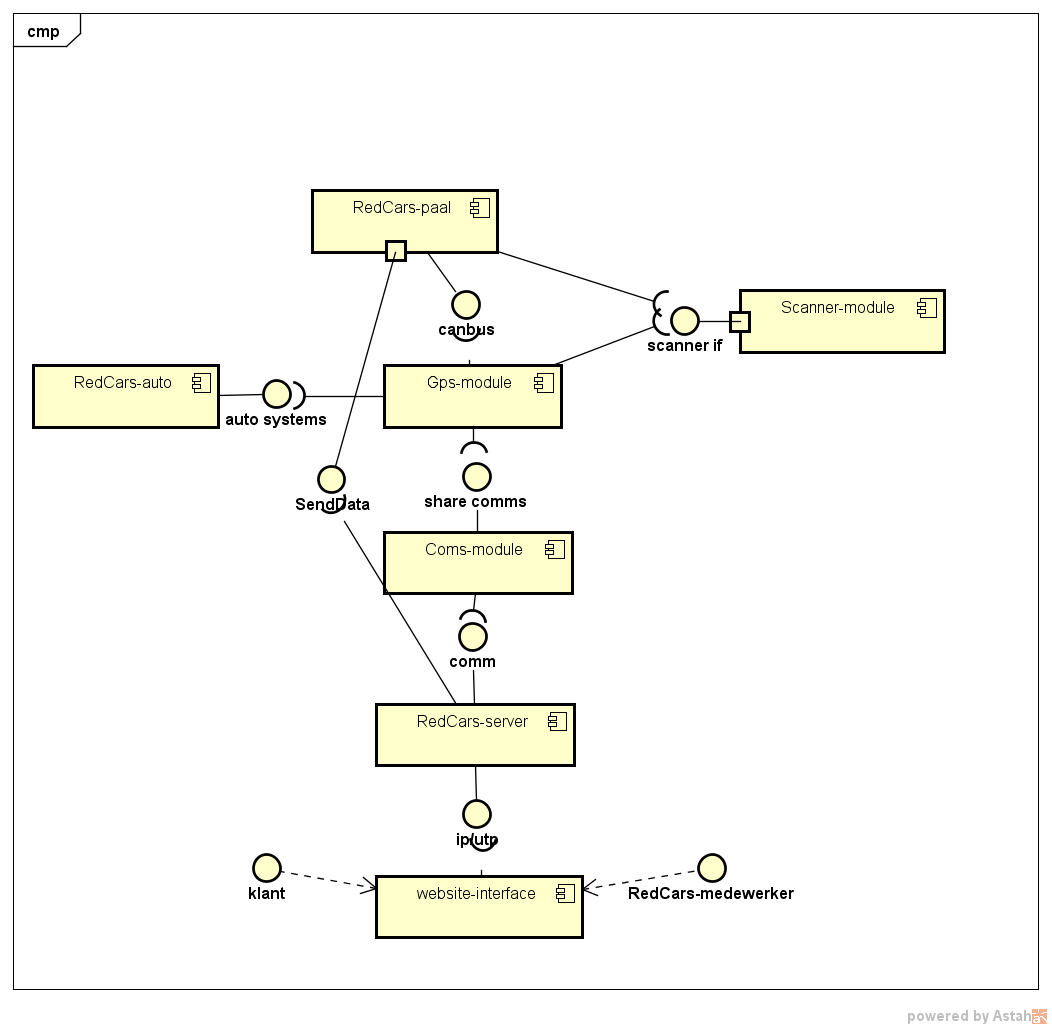 cmp
RedCars-paal
canbus
Scanner-module
scanner if
RedCars-auto
auto systems
Gps-module
SendData
share comms
Coms-module
comm
RedCars-server
ip/utp
klant
website-interface
RedCars-medewerker
powered by Astah